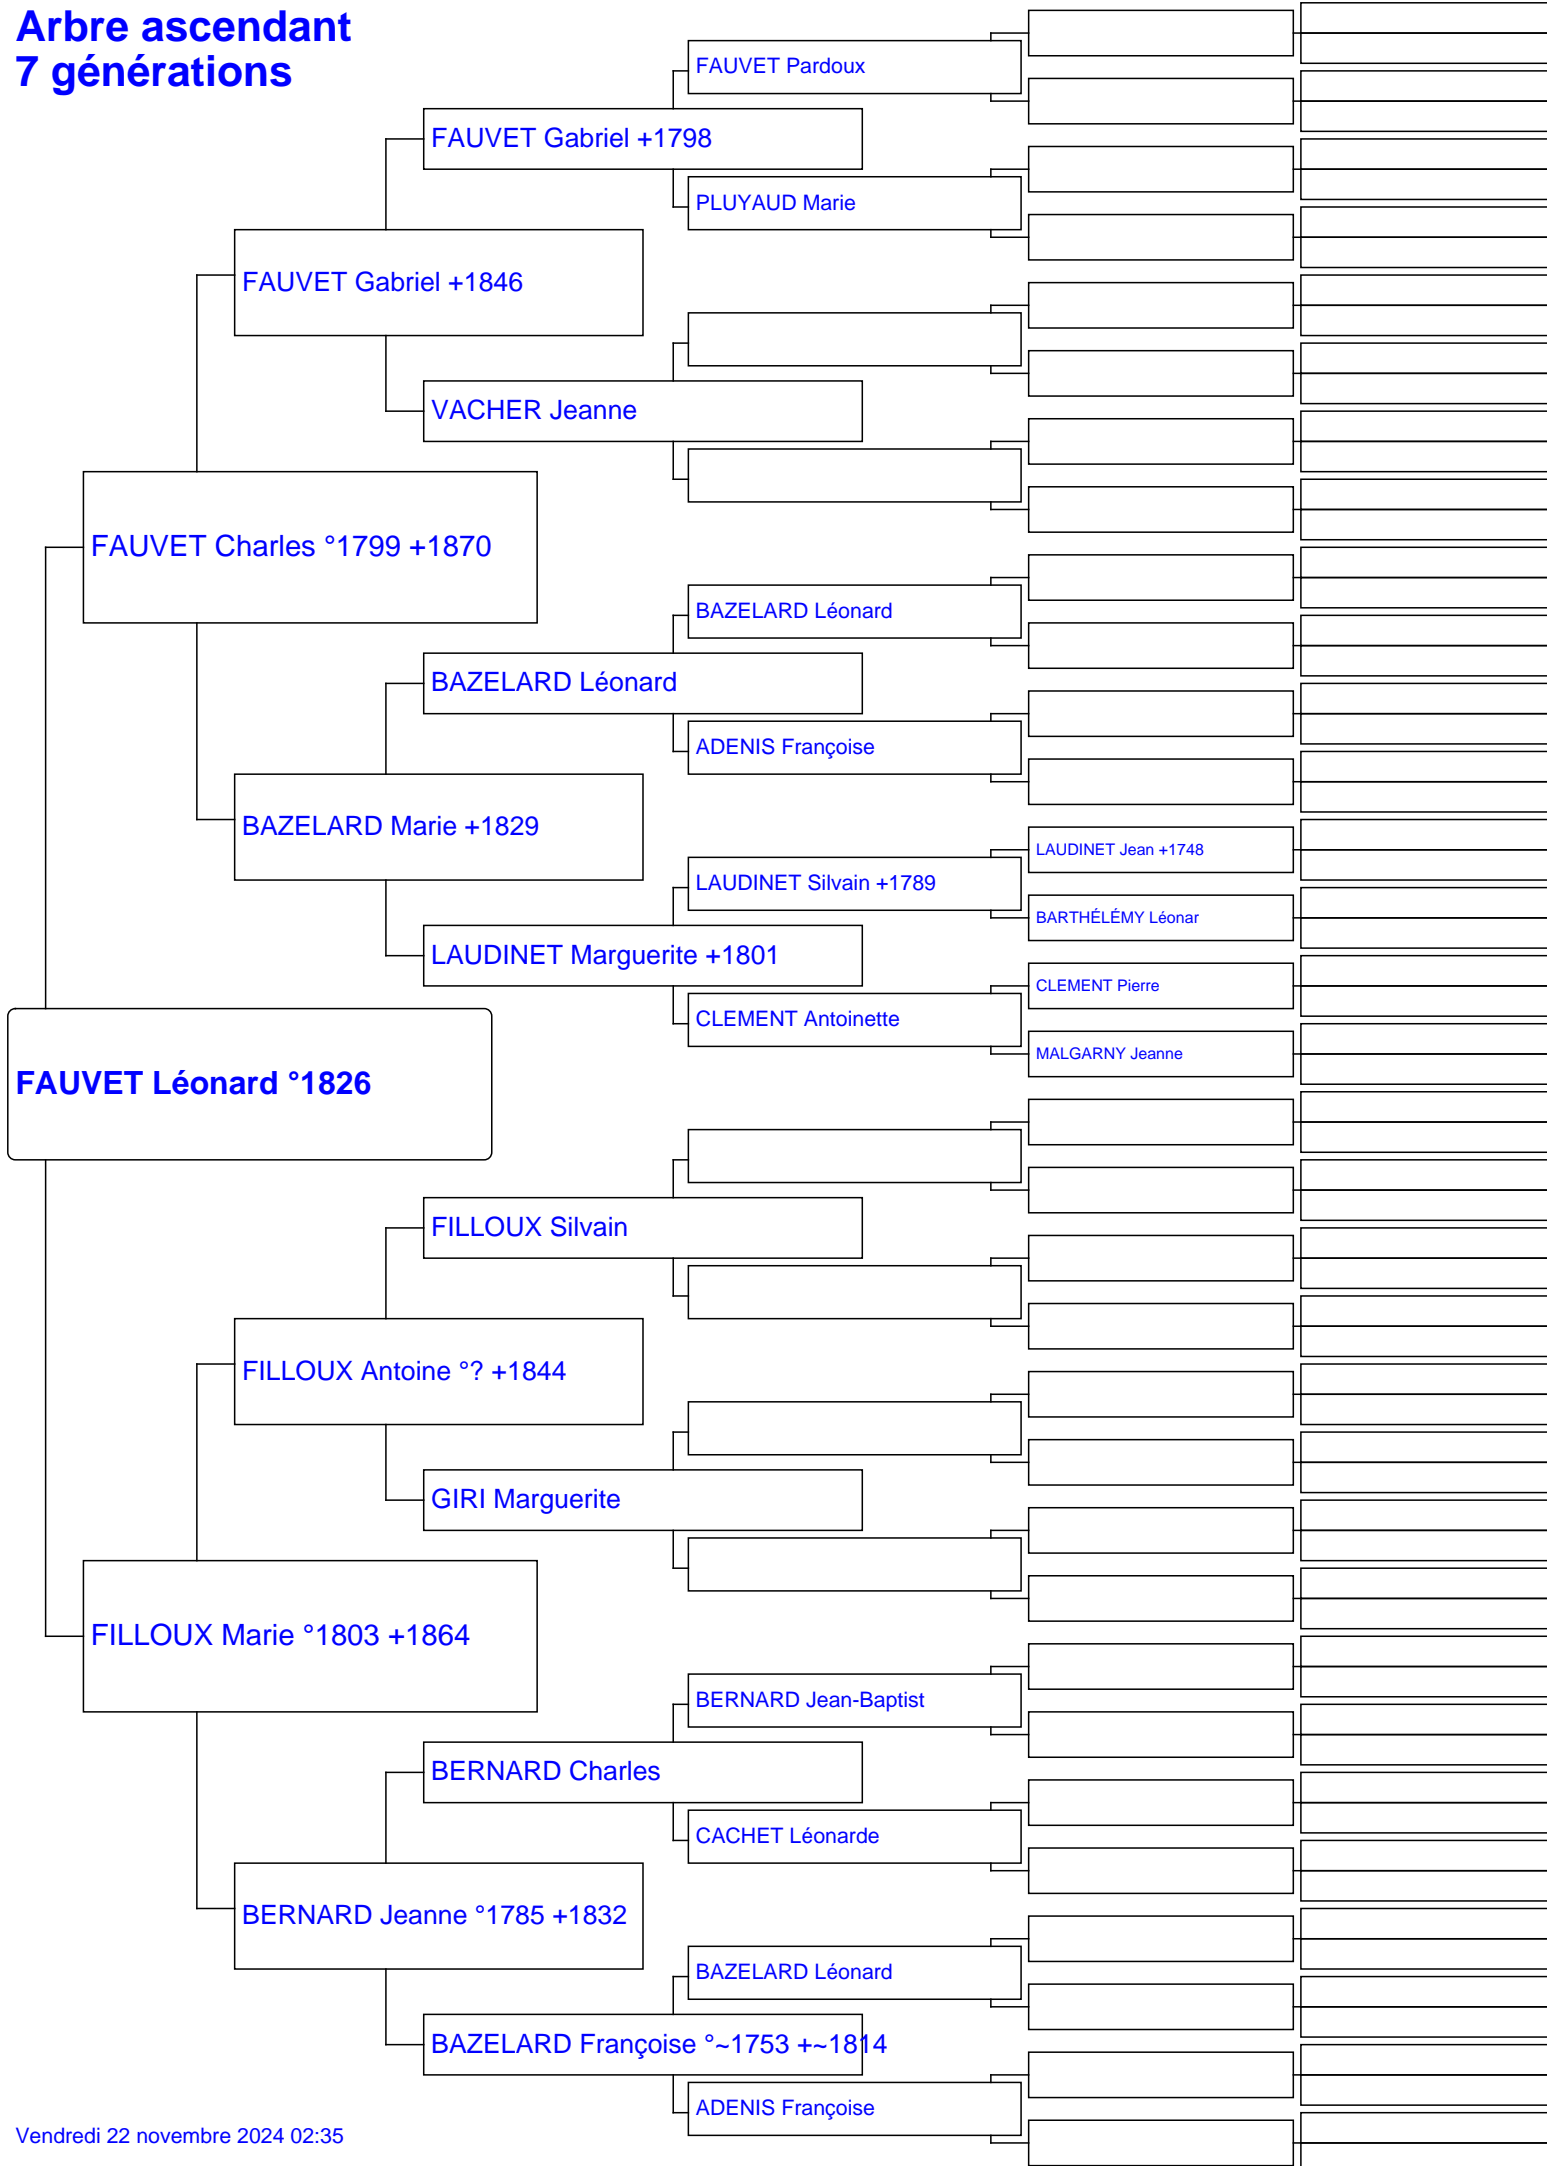 Arbre ascendant
7 générations
FAUVET Pardoux
FAUVET Gabriel +1798
PLUYAUD Marie
FAUVET Gabriel +1846
VACHER Jeanne
FAUVET Charles °1799 +1870
BAZELARD Léonard
BAZELARD Léonard
ADENIS Françoise
BAZELARD Marie +1829
LAUDINET Jean +1748
LAUDINET Silvain +1789
BARTHÉLÉMY Léonar
LAUDINET Marguerite +1801
CLEMENT Pierre
CLEMENT Antoinette
MALGARNY Jeanne
FAUVET Léonard °1826
FILLOUX Silvain
FILLOUX Antoine °? +1844
GIRI Marguerite
FILLOUX Marie °1803 +1864
BERNARD Jean-Baptist
BERNARD Charles
CACHET Léonarde
BERNARD Jeanne °1785 +1832
BAZELARD Léonard
BAZELARD Françoise °~1753 +~1814
ADENIS Françoise
Vendredi 22 novembre 2024 02:35